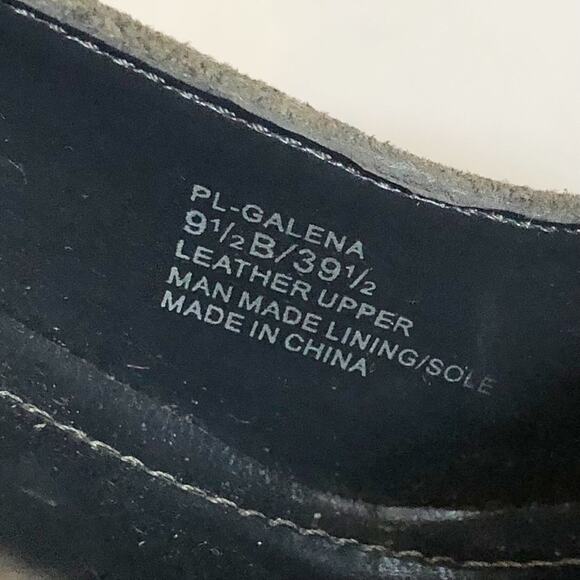 PL-GALENA
9½B/39½
LEATHER UPPER
MAN MADE LINING/SOLE
MADE IN CHINA